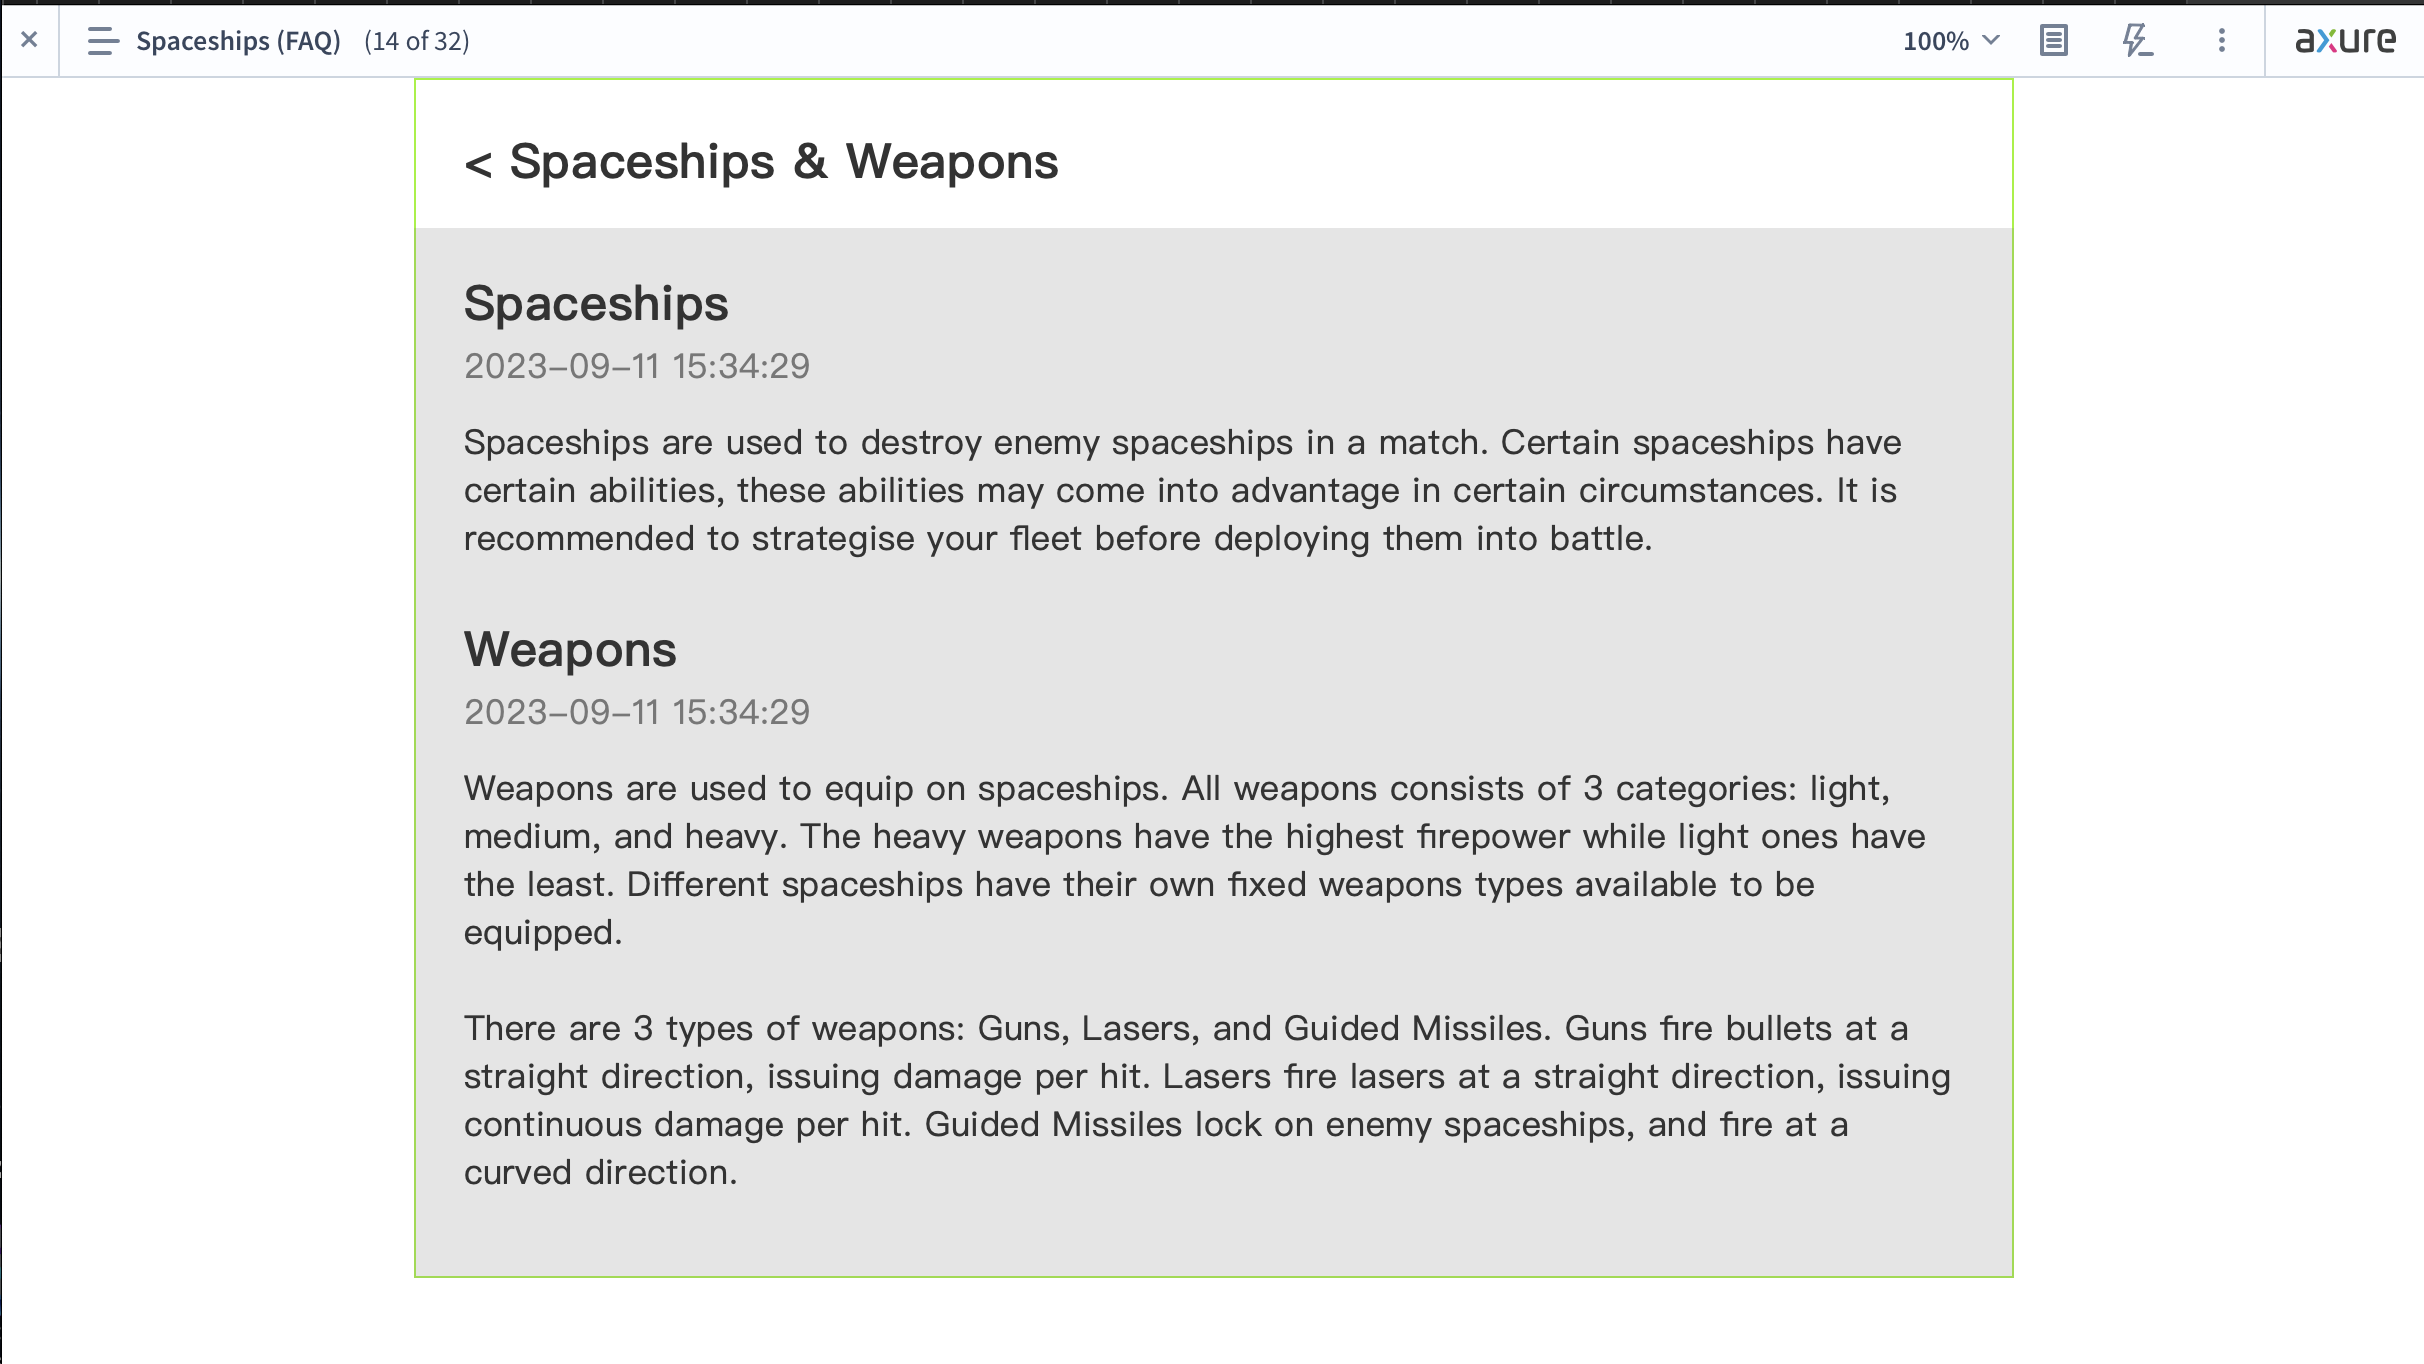 Spaceships (FAQ) (14 of 32)
100%
axure
< Spaceships & Weapons
Spaceships
2023-09-11 15:34:29
Spaceships are used to destroy enemy spaceships in a match. Certain spaceships have
certain abilities, these abilities may come into advantage in certain circumstances. It is
recommended to strategise your fleet before deploying them into battle.
Weapons
2023-09-11 15:34:29
Weapons are used to equip on spaceships. All weapons consists of 3 categories: light,
medium, and heavy. The heavy weapons have the highest firepower while light ones have
the least. Different spaceships have their own fixed weapons types available to be
equipped.
There are 3 types of weapons: Guns, Lasers, and Guided Missiles. Guns fire bullets at a
straight direction, issuing damage per hit. Lasers fire lasers at a straight direction, issuing
continuous damage per hit. Guided Missiles lock on enemy spaceships, and fire at a
curved direction.